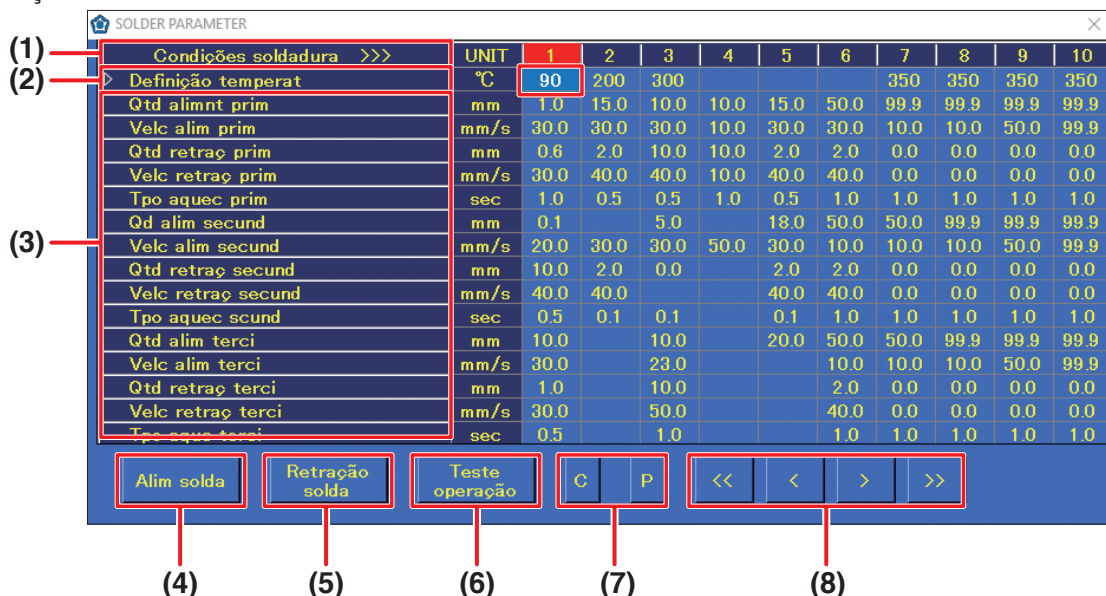 SOLDER PARAMETER
(1) Condições soldadura >>> UNIT 1 2 3 4 5 6 7 8 9 10
(2) Definição temperat °C 90 200 300 350 350 350 350
Qtd alimnt prim mm 1.0 15.0 10.0 10.0 15.0 50.0 99.9 99.9 99.9 99.9
Velc alim prim mm/s 30.0 30.0 30.0 10.0 30.0 30.0 10.0 10.0 50.0 99.9
Qtd retraç prim mm 0.6 2.0 10.0 10.0 2.0 2.0 0.0 0.0 0.0 0.0
Velc retraç prim mm/s 30.0 40.0 40.0 10.0 40.0 40.0 0.0 0.0 0.0 0.0
Tpo aquec prim sec 1.0 0.5 0.5 1.0 0.5 1.0 1.0 1.0 1.0 1.0
Qd alim secund mm 0.1 5.0 18.0 50.0 50.0 99.9 99.9 99.9
(3) Velc alim secund mm/s 20.0 30.0 30.0 50.0 30.0 10.0 10.0 10.0 50.0 99.9
Qtd retraç secund mm 10.0 2.0 0.0 2.0 2.0 0.0 0.0 0.0 0.0
Velc retraç secund mm/s 40.0 40.0 40.0 40.0 0.0 0.0 0.0 0.0
Tpo aquec scund sec 0.5 0.1 0.1 0.1 1.0 1.0 1.0 1.0 1.0
Qtd alim terci mm 10.0 10.0 20.0 50.0 50.0 99.9 99.9 99.9
Velc alim terci mm/s 30.0 23.0 10.0 10.0 10.0 50.0 99.9
Qtd retraç terci mm 1.0 10.0 2.0 0.0 0.0 0.0 0.0
Velc retraç terci mm/s 30.0 50.0 40.0 0.0 0.0 0.0 0.0
Tpo aque terci sec 0.5 1.0 1.0 1.0 1.0 1.0 1.0
Alim solda Retração solda Teste operação C P << < > >>
(4) (5) (6) (7) (8)